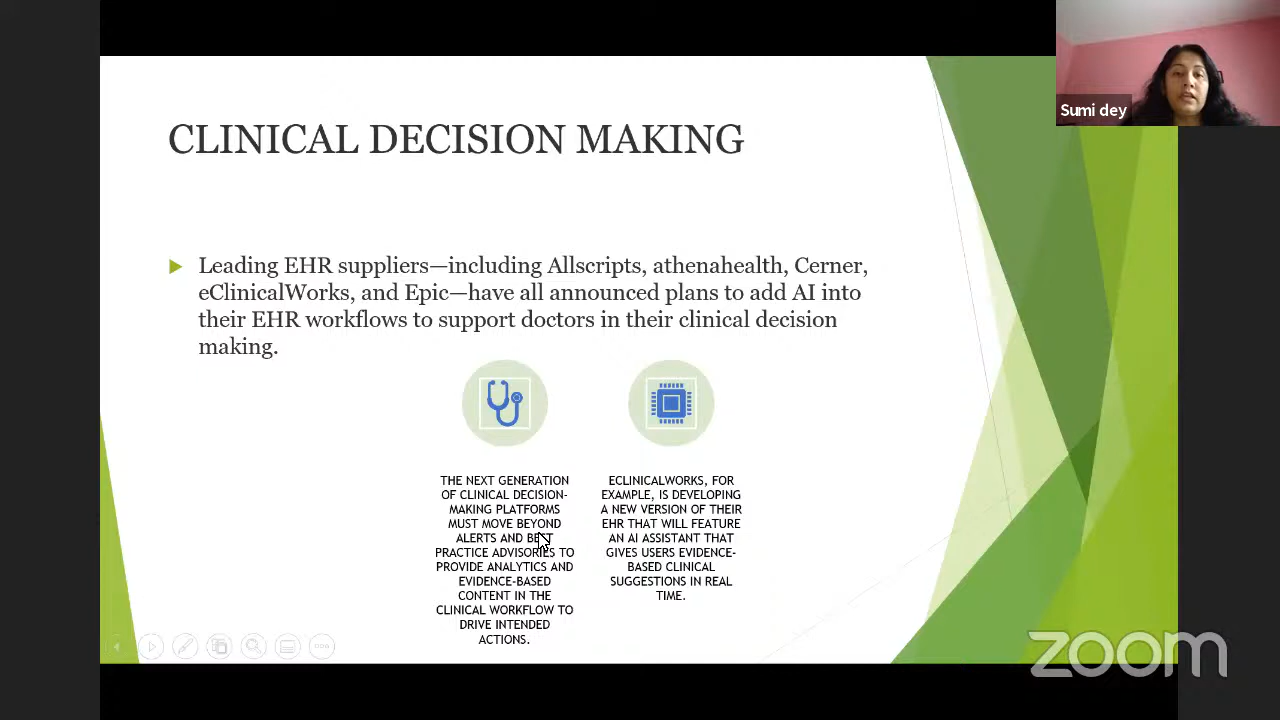 CLINICAL DECISION MAKING
Leading EHR suppliers—including Allscripts, athenahealth, Cerner,
eClinicalWorks, and Epic—have all announced plans to add AI into
their EHR workflows to support doctors in their clinical decision
making.
THE NEXT GENERATION
OF CLINICAL DECISION-
MAKING PLATFORMS
MUST MOVE BEYOND
ALERTS AND BEST
PRACTICE ADVISORIES TO
PROVIDE ANALYTICS AND
EVIDENCE-BASED
CONTENT IN THE
CLINICAL WORKFLOW TO
DRIVE INTENDED
ACTIONS.
ECLINICALWORKS, FOR
EXAMPLE, IS DEVELOPING
A NEW VERSION OF THEIR
EHR THAT WILL FEATURE
AN AI ASSISTANT THAT
GIVES USERS EVIDENCE-
BASED CLINICAL
SUGGESTIONS IN REAL
TIME.
Sumi dey
zoom